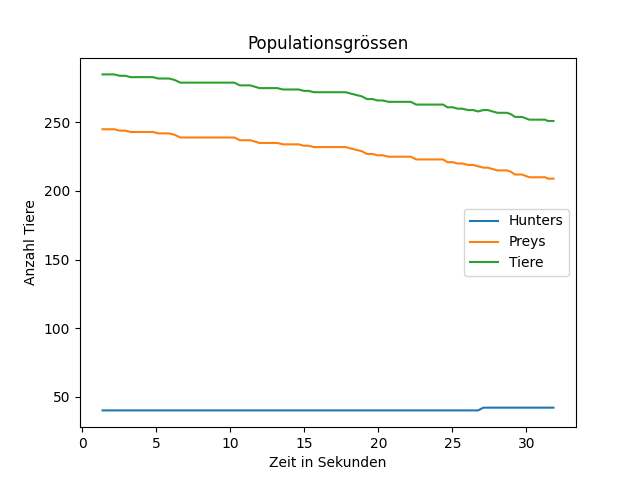 Populationsgrössen
Anzahl Tiere
250
200
150
100
50
Hunters
Preys
Tiere
0 5 10 15 20 25 30
Zeit in Sekunden